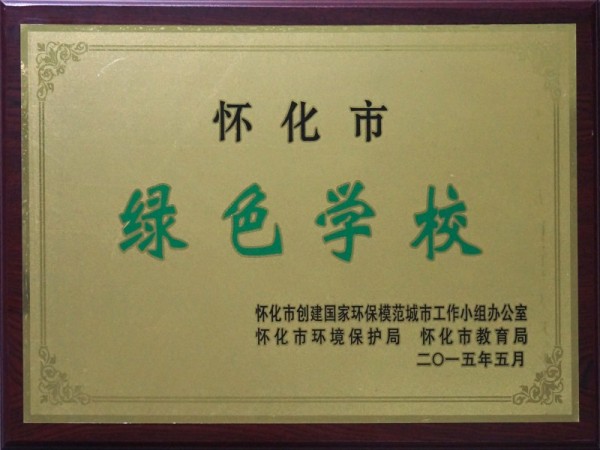 怀化市
绿色学校
怀化市创建国家环保模范城市工作小组办公室
怀化市环境保护局 怀化市教育局
二〇一五年五月